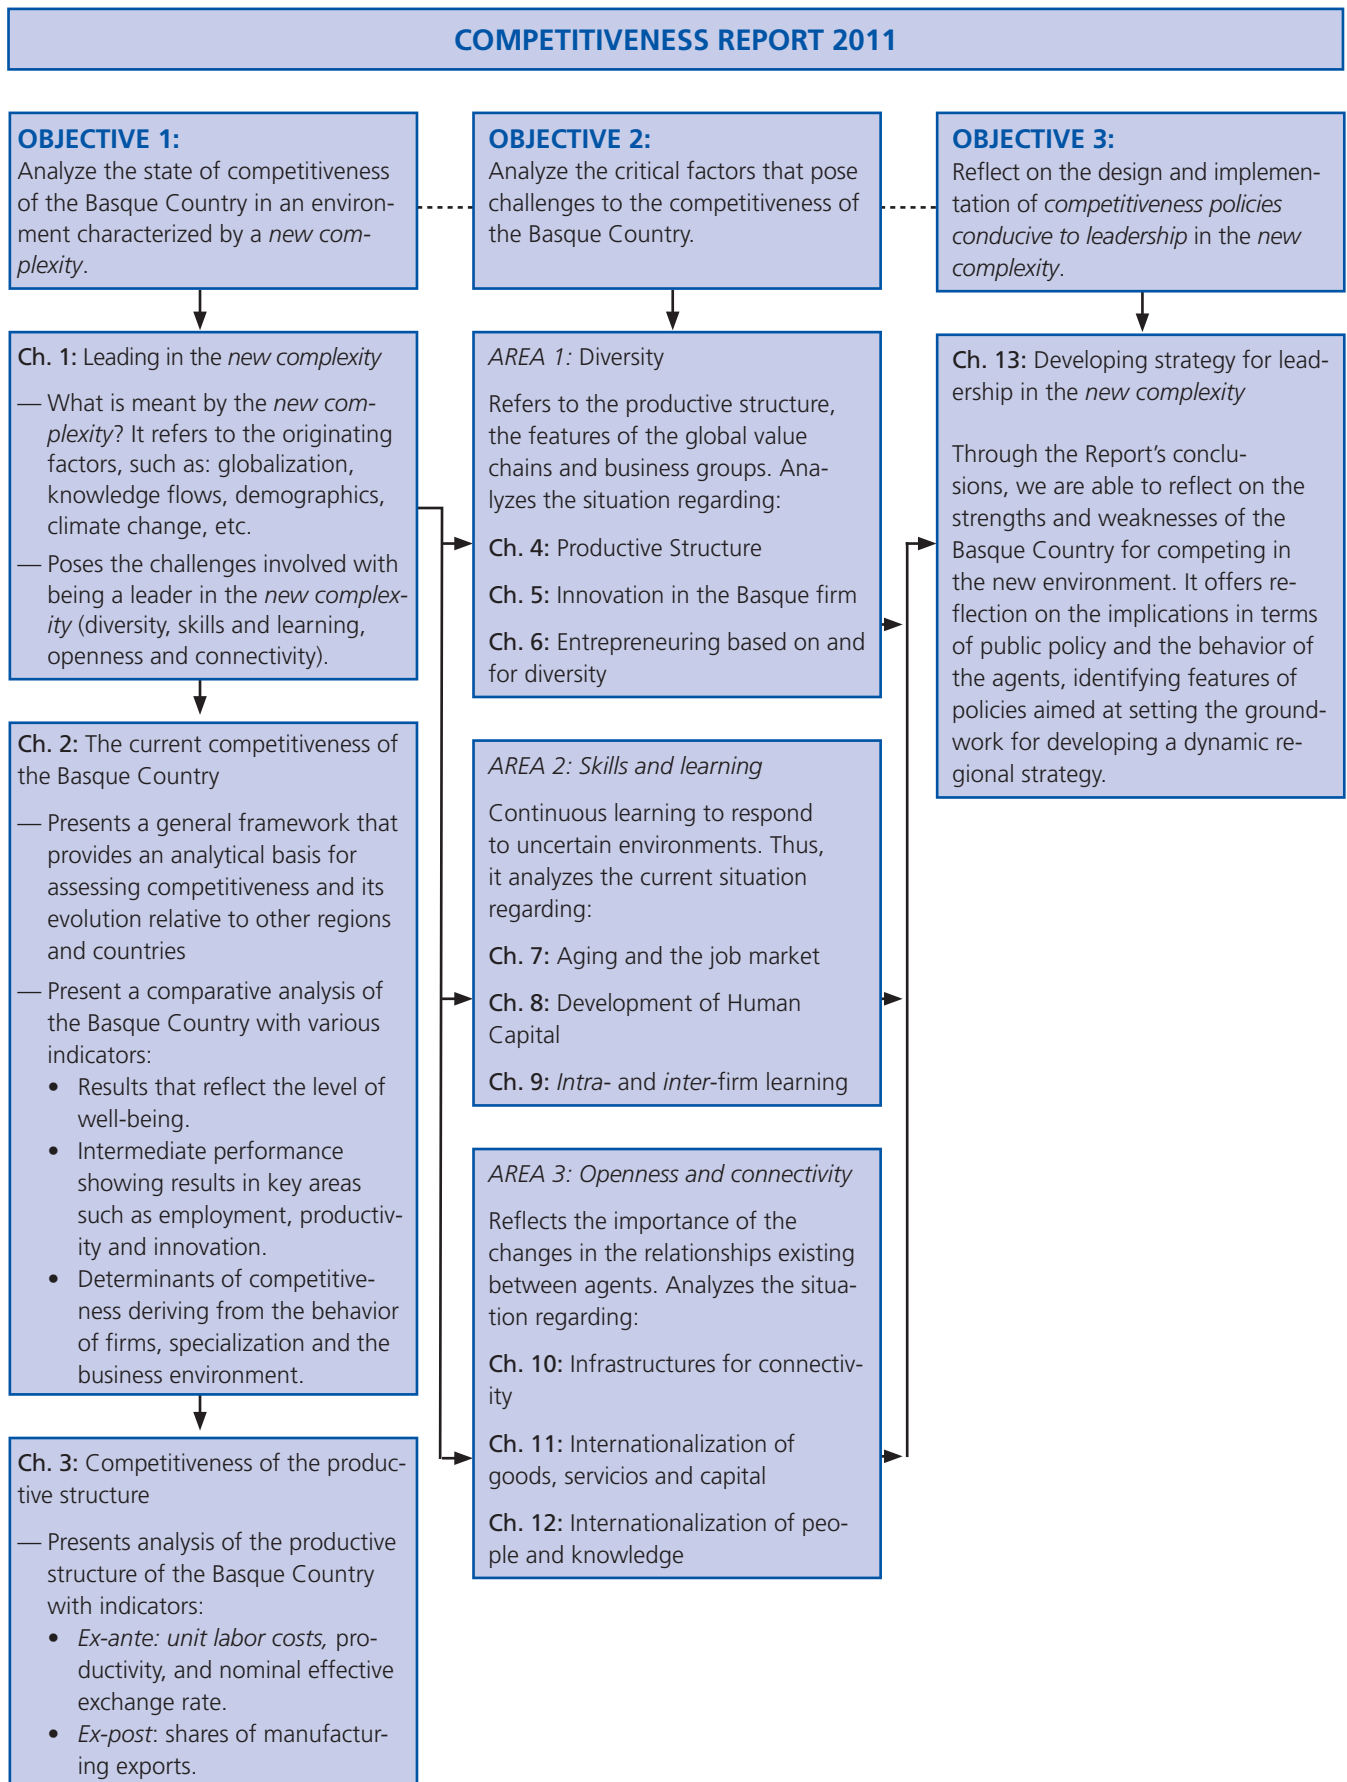 COMPETITIVENESS REPORT 2011
OBJECTIVE 1:
Analyze the state of competitiveness
of the Basque Country in an environ-
ment characterized by a new com-
plexity.
Ch. 1: Leading in the new complexity
— What is meant by the new com-
plexity? It refers to the originating
factors, such as: globalization,
knowledge flows, demographics,
climate change, etc.
— Poses the challenges involved with
being a leader in the new complex-
ity (diversity, skills and learning,
openness and connectivity).
Ch. 2: The current competitiveness of
the Basque Country
— Presents a general framework that
provides an analytical basis for
assessing competitiveness and its
evolution relative to other regions
and countries
— Present a comparative analysis of
the Basque Country with various
indicators:
• Results that reflect the level of
well-being.
• Intermediate performance
showing results in key areas
such as employment, productiv-
ity and innovation.
• Determinants of competitive-
ness deriving from the behavior
of firms, specialization and the
business environment.
Ch. 3: Competitiveness of the produc-
tive structure
— Presents analysis of the productive
structure of the Basque Country
with indicators:
• Ex-ante: unit labor costs, pro-
ductivity, and nominal effective
exchange rate.
• Ex-post: shares of manufactur-
ing exports.
OBJECTIVE 2:
Analyze the critical factors that pose
challenges to the competitiveness of
the Basque Country.
AREA 1: Diversity
Refers to the productive structure,
the features of the global value
chains and business groups. Ana-
lyzes the situation regarding:
Ch. 4: Productive Structure
Ch. 5: Innovation in the Basque firm
Ch. 6: Entrepreneuring based on and
for diversity
AREA 2: Skills and learning
Continuous learning to respond
to uncertain environments. Thus,
it analyzes the current situation
regarding:
Ch. 7: Aging and the job market
Ch. 8: Development of Human
Capital
Ch. 9: Intra- and inter-firm learning
AREA 3: Openness and connectivity
Reflects the importance of the
changes in the relationships existing
between agents. Analyzes the situa-
tion regarding:
Ch. 10: Infrastructures for connectiv-
ity
Ch. 11: Internationalization of
goods, servicios and capital
Ch. 12: Internationalization of peo-
ple and knowledge
OBJECTIVE 3:
Reflect on the design and implemen-
tation of competitiveness policies
conducive to leadership in the new
complexity.
Ch. 13: Developing strategy for lead-
ership in the new complexity
Through the Report's conclu-
sions, we are able to reflect on the
strengths and weaknesses of the
Basque Country for competing in
the new environment. It offers re-
flection on the implications in terms
of public policy and the behavior of
the agents, identifying features of
policies aimed at setting the ground-
work for developing a dynamic re-
gional strategy.